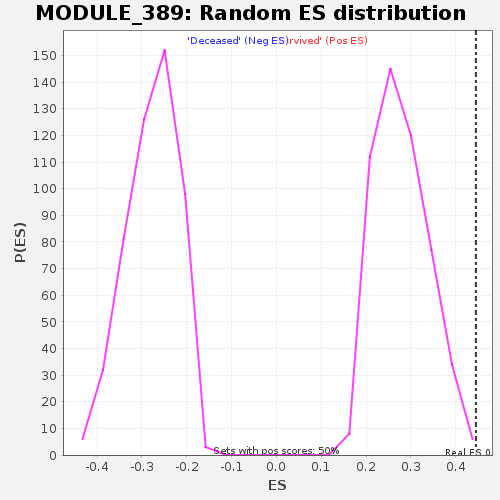 MODULE_389: Random ES distribution
'Deceased' (Neg ES) rvived' (Pos ES)
P(ES)
150
140
130
120
110
100
90
80
70
60
50
40
30
20
10
0
Sets with pos scores: 50%
Real ES 0
-0.4 -0.3 -0.2 -0.1 0.0 0.1 0.2 0.3 0.4
ES